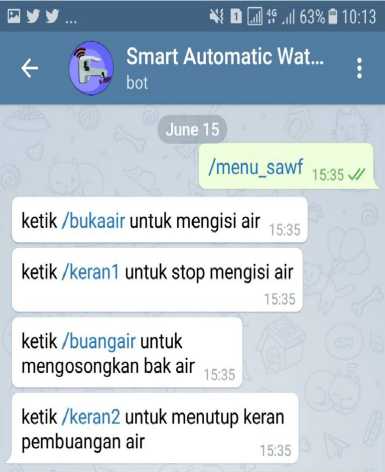 ... 1 4G 63% 10:13
Smart Automatic Wat...
bot
June 15
/menu_sawf 15:35
ketik /bukaair untuk mengisi air 15:35
ketik /keran1 untuk stop mengisi air
15:35
ketik /buangair untuk
mengosongkan bak air 15:35
ketik /keran2 untuk menutup keran
pembuangan air 15:35